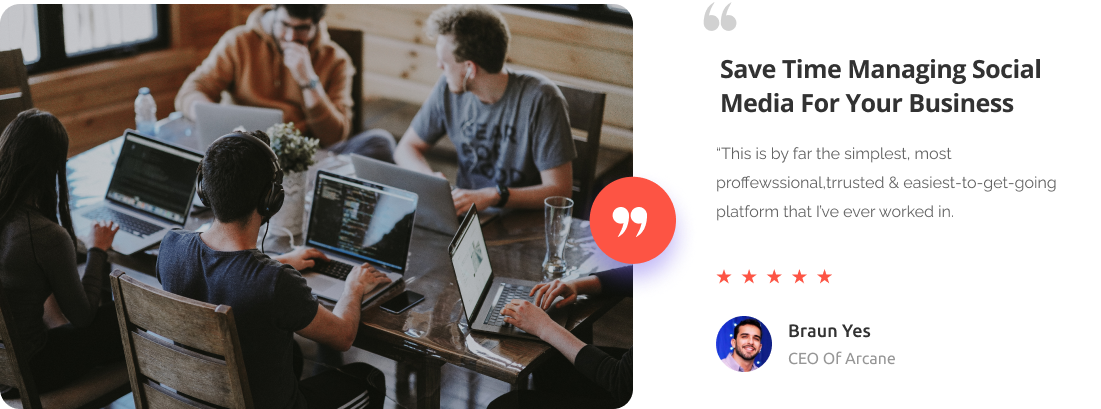 Save Time Managing Social
Media For Your Business
“This is by far the simplest, most
proffewssional,trrusted & easiest-to-get-going
platform that I've ever worked in.
Braun Yes
CEO Of Arcane